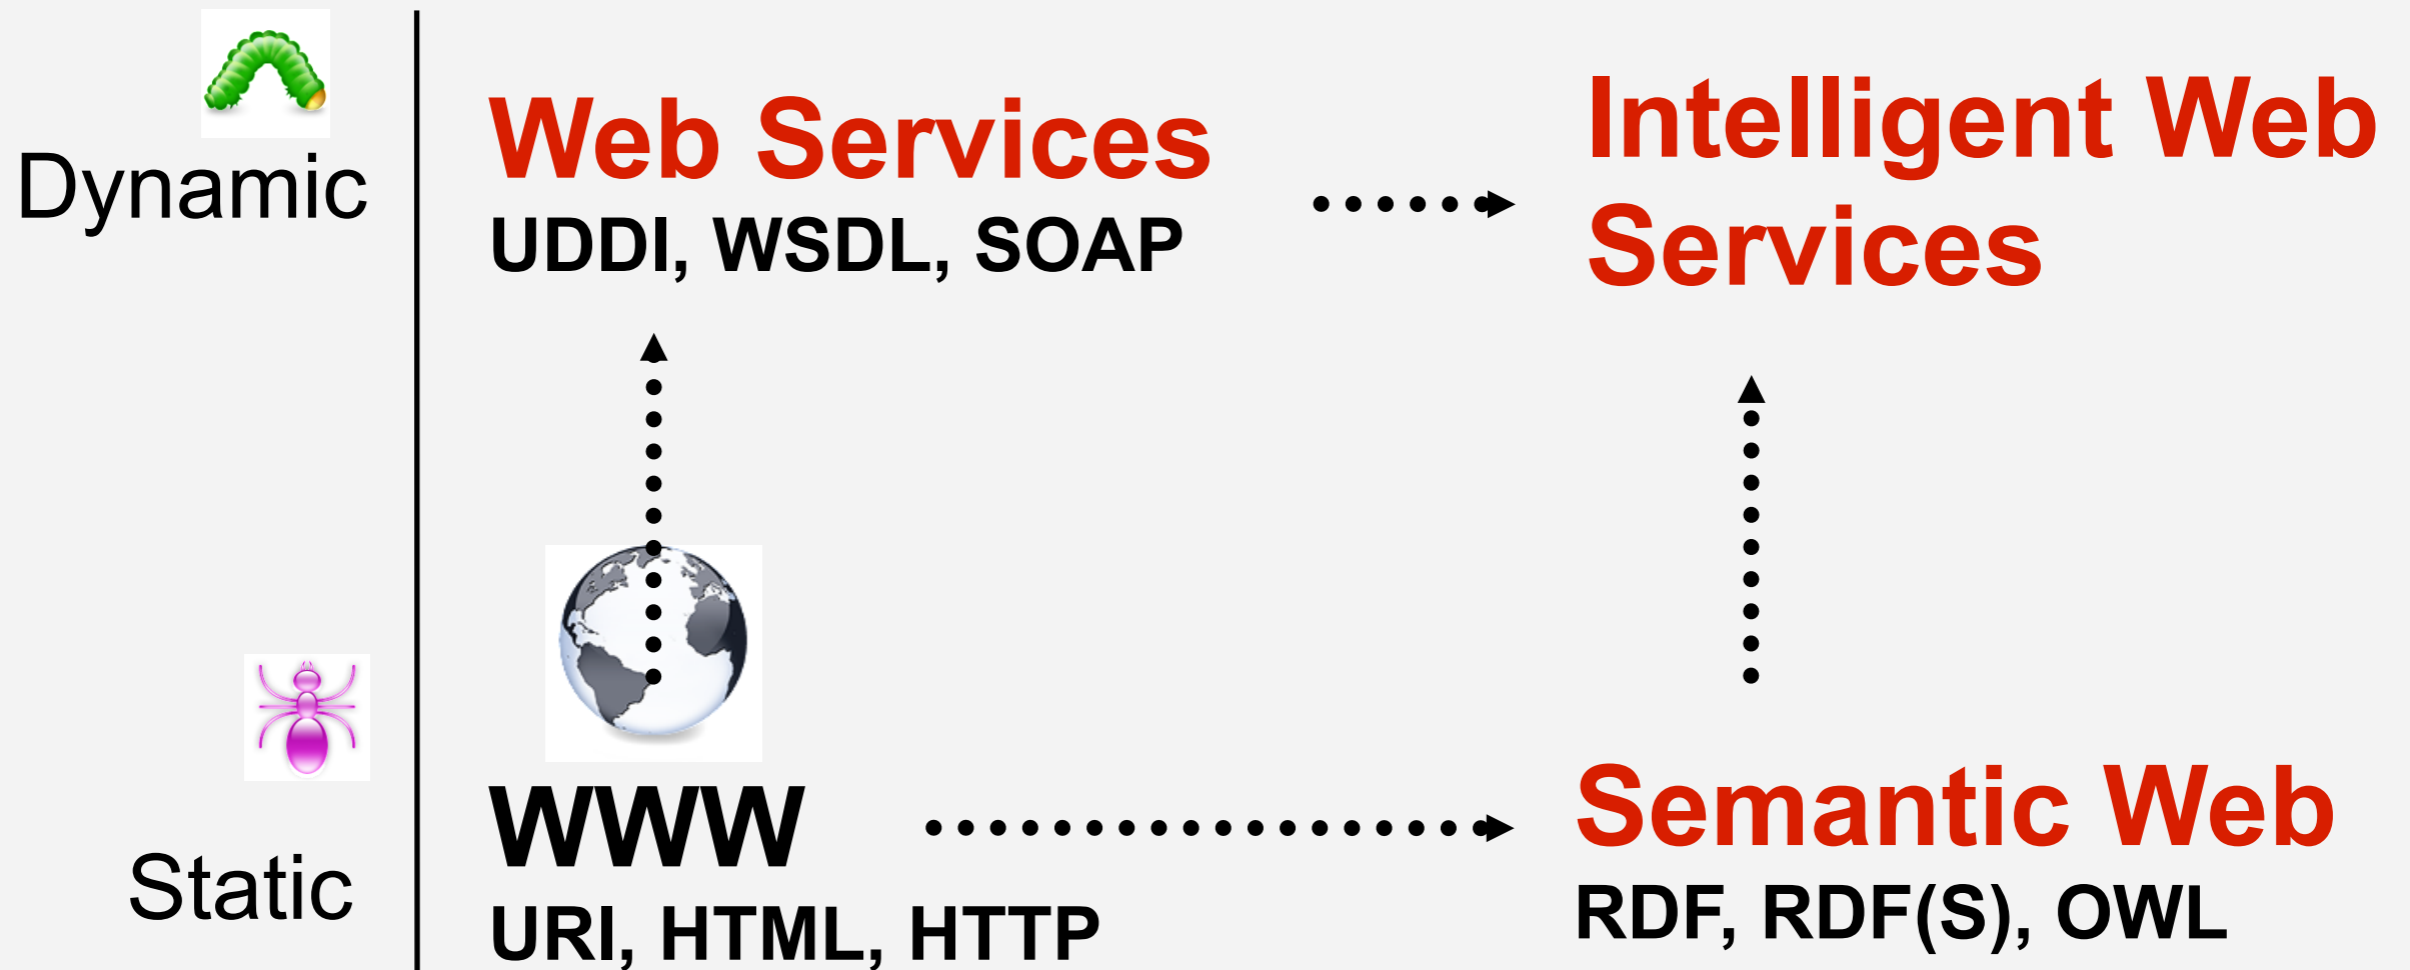 Dynamic
Web Services
UDDI, WSDL, SOAP
Intelligent Web
Services
Static
WWW
URI, HTML, HTTP
Semantic Web
RDF, RDF(S), OWL